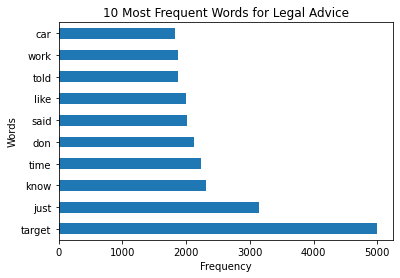 10 Most Frequent Words for Legal Advice
car
work
told
like
said
don
time
know
just
target
Words
0 1000 2000 3000 4000 5000
Frequency